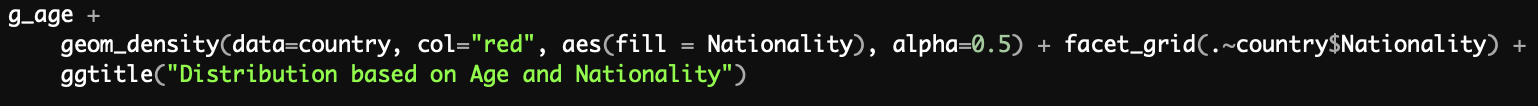 g_age +
    geom_density(data=country, col="red", aes(fill = Nationality), alpha=0.5) + facet_grid(.~country$Nationality) +
    ggtitle("Distribution based on Age and Nationality")